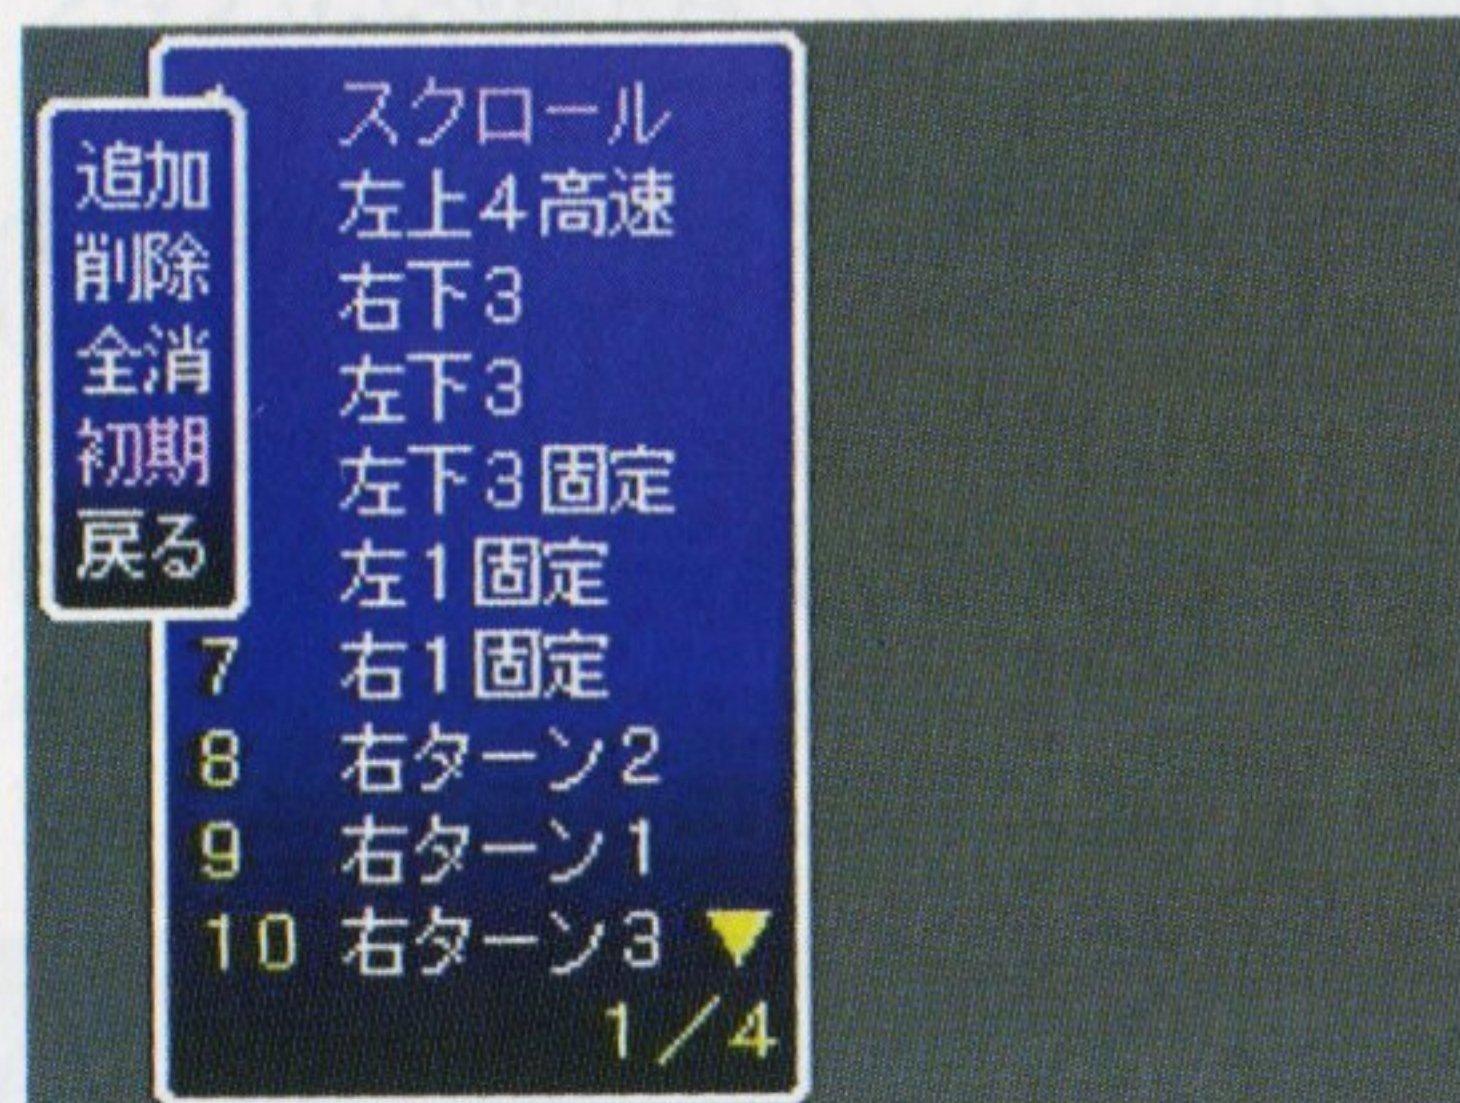 追加
削除
全消
初期
戻る
スクロール
左上4高速
右下3
左下3
左下3固定
左1固定
7 右1固定
8 右ターン2
9 右ターン1
10 右ターン3 ▼
1/4